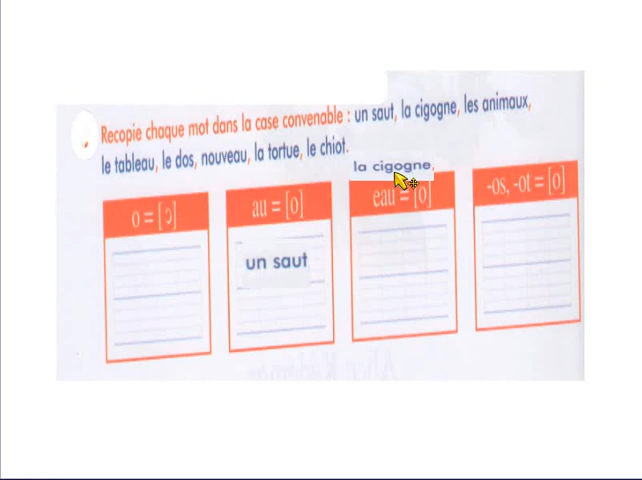 Recopie chaque mot dans la case convenable : un saut, la cigogne, les animaux,
le tableau, le dos, nouveau, la tortue, le chiot.
la cigogne,
o = [ɔ]
au = [o]
eau = [o]
-os, -ot = [o]
un saut